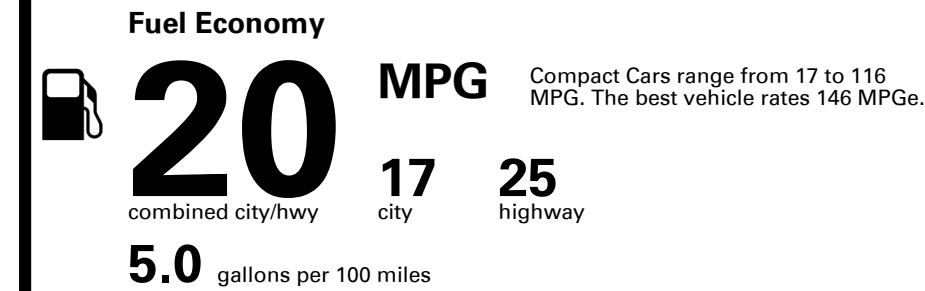 Fuel Economy
20
MPG
Compact Cars range from 17 to 116
MPG. The best vehicle rates 146 MPGe.
combined city/hwy
17
city
25
highway
5.0 gallons per 100 miles